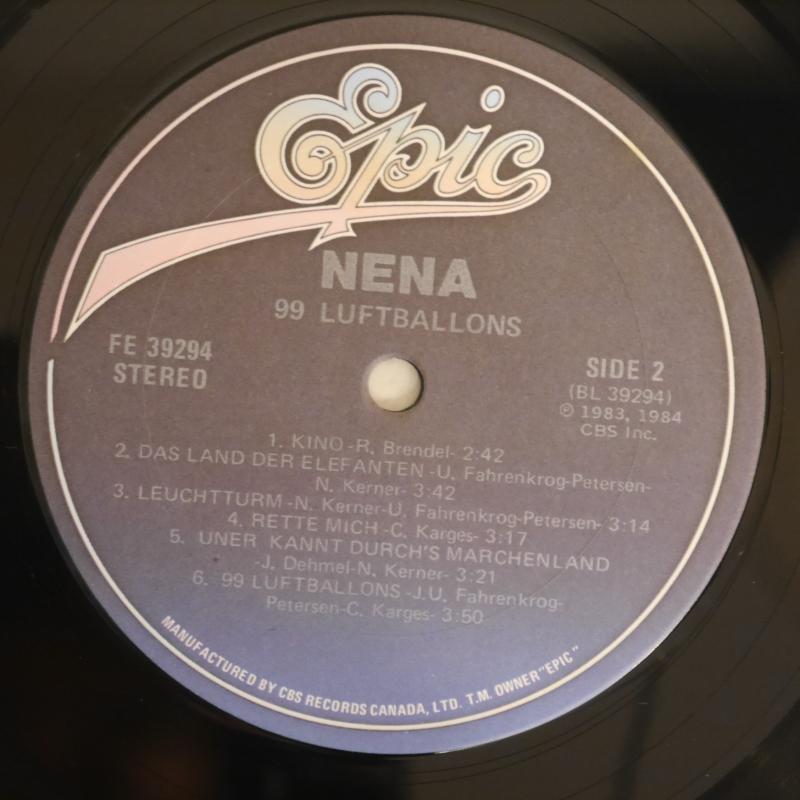 Epic
NENA
99 LUFTBALLONS
FE 39294
STEREO
SIDE 2
(BL 39294)
℗ 1983, 1984
CBS Inc.
1. KINO -R. Brendel- 2:42
2. DAS LAND DER ELEFANTEN -U. Fahrenkrog-Petersen-
N. Kerner- 3:42
3. LEUCHTTURM -N. Kerner-U. Fahrenkrog-Petersen- 3:14
4. RETTE MICH -C. Karges- 3:17
5. UNER KANNT DURCH'S MARCHENLAND
-J. Dehmel-N. Kerner- 3:21
6. 99 LUFTBALLONS -J.U. Fahrenkrog-
Petersen-C. Karges- 3:50
MANUFACTURED BY CBS RECORDS CANADA, LTD. T.M. OWNER "EPIC"